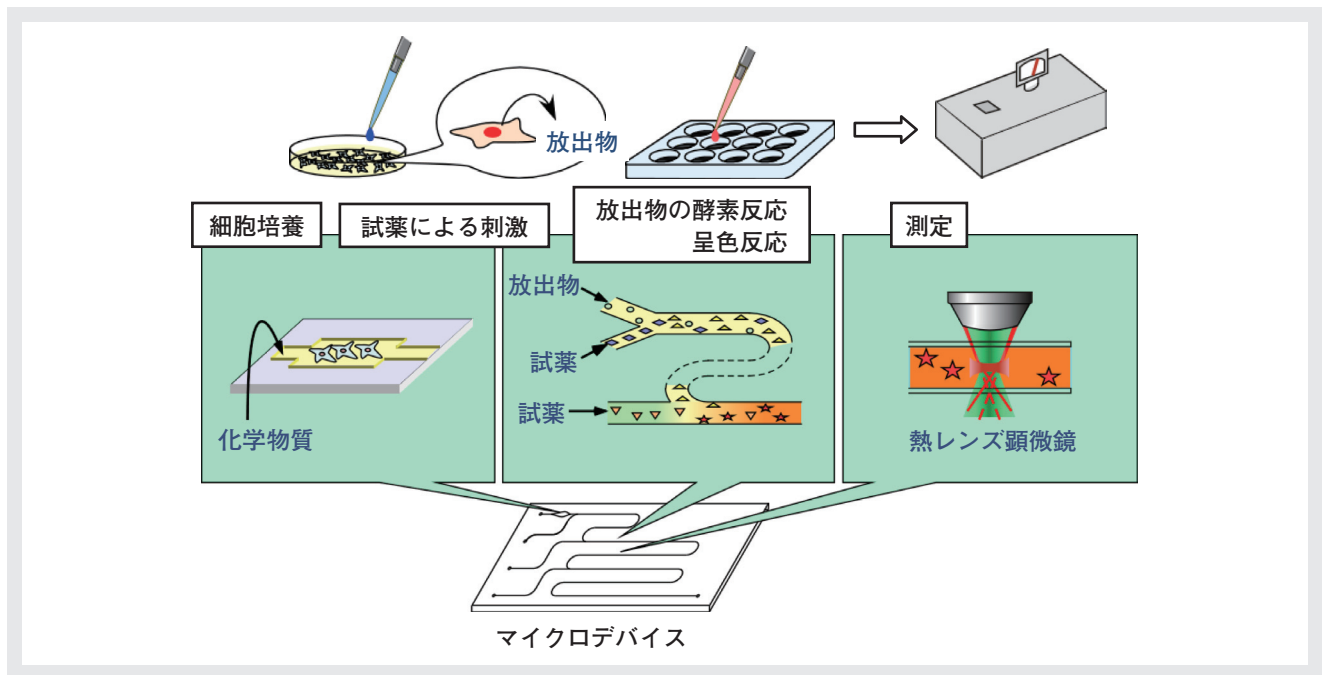 放出物
細胞培養
試薬による刺激
放出物の酵素反応
呈色反応
測定
化学物質
放出物
試薬
試薬
熱レンズ顕微鏡
マイクロデバイス